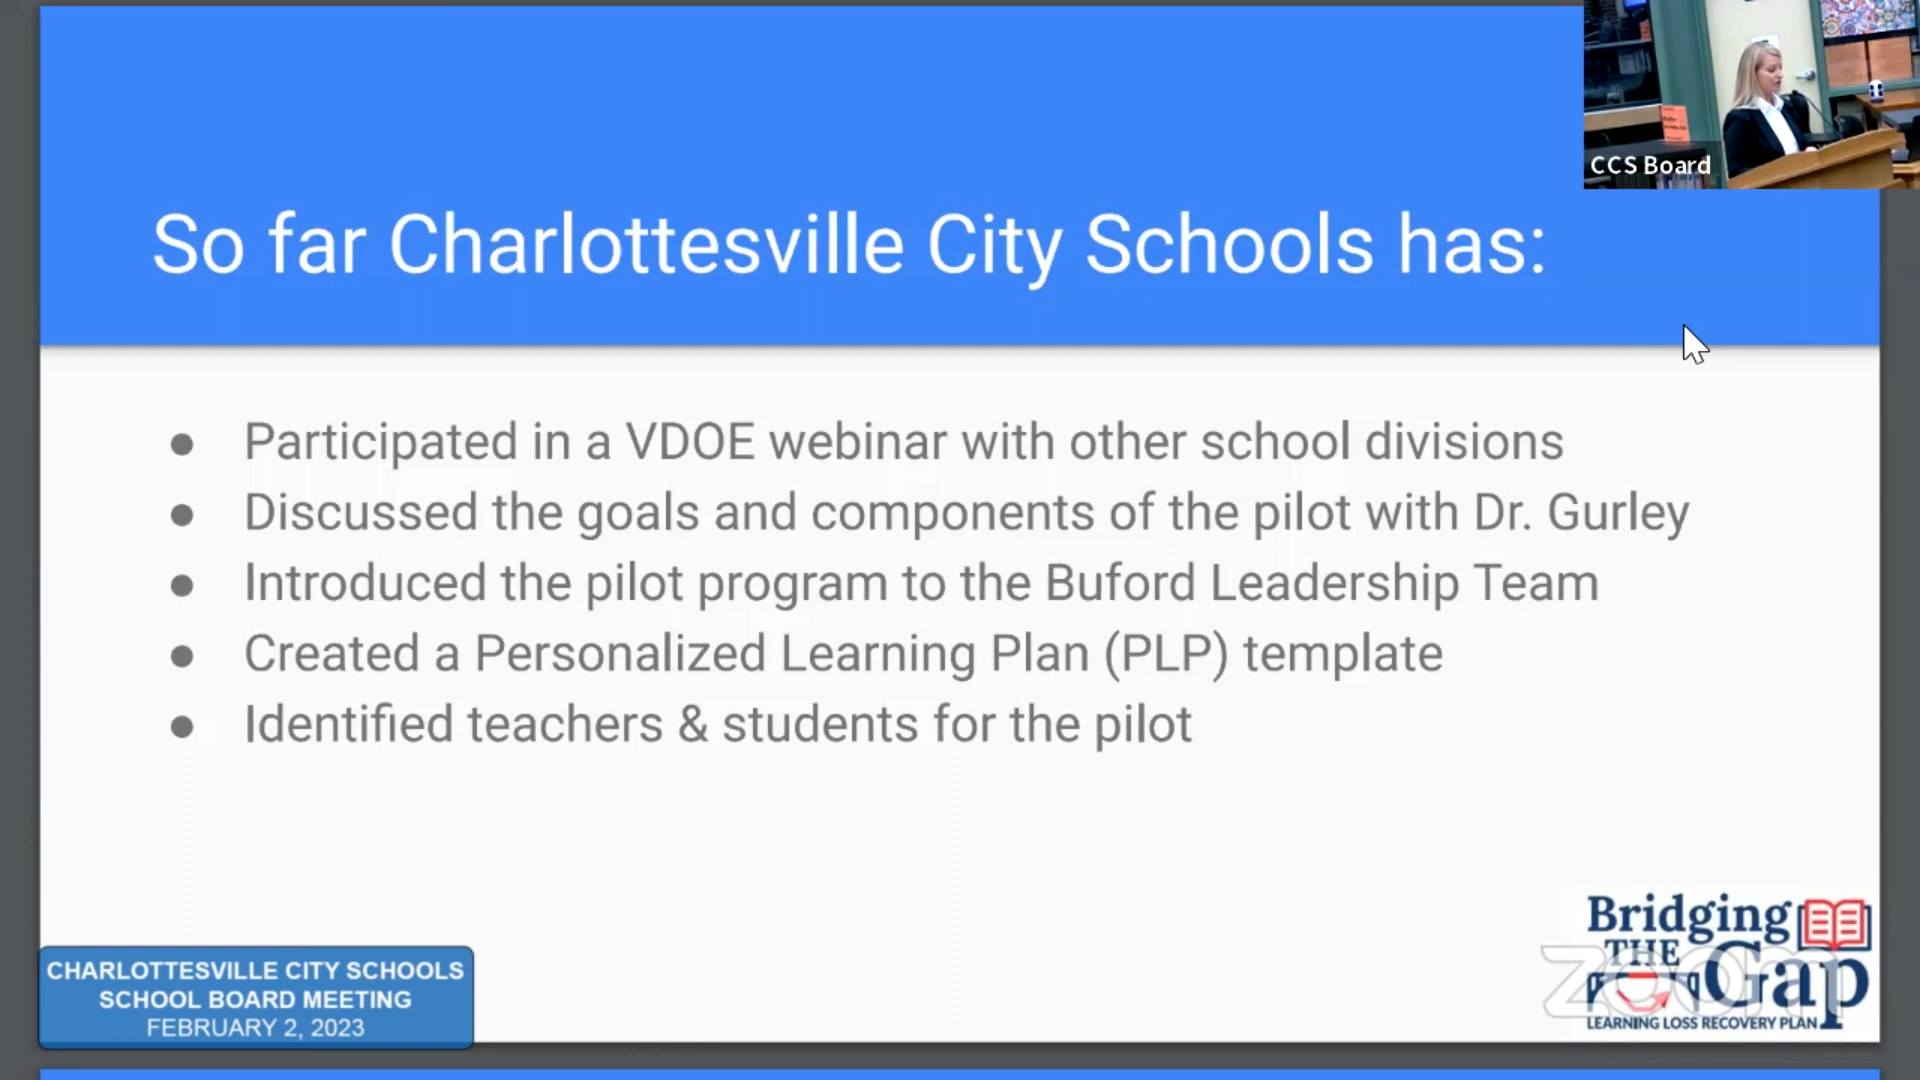 CCS Board
So far Charlottesville City Schools has:
● Participated in a VDOE webinar with other school divisions
● Discussed the goals and components of the pilot with Dr. Gurley
● Introduced the pilot program to the Buford Leadership Team
● Created a Personalized Learning Plan (PLP) template
● Identified teachers & students for the pilot
CHARLOTTESVILLE CITY SCHOOLS
SCHOOL BOARD MEETING
FEBRUARY 2, 2023
Bridging
THE
Gap
LEARNING LOSS RECOVERY PLAN
zoom